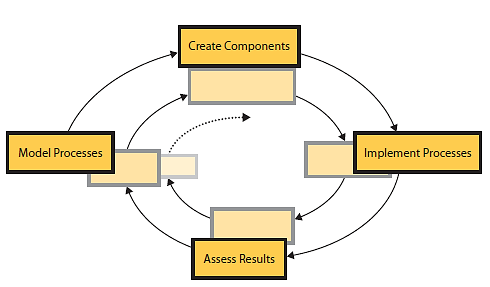 Create Components
Model Processes
Implement Processes
Assess Results